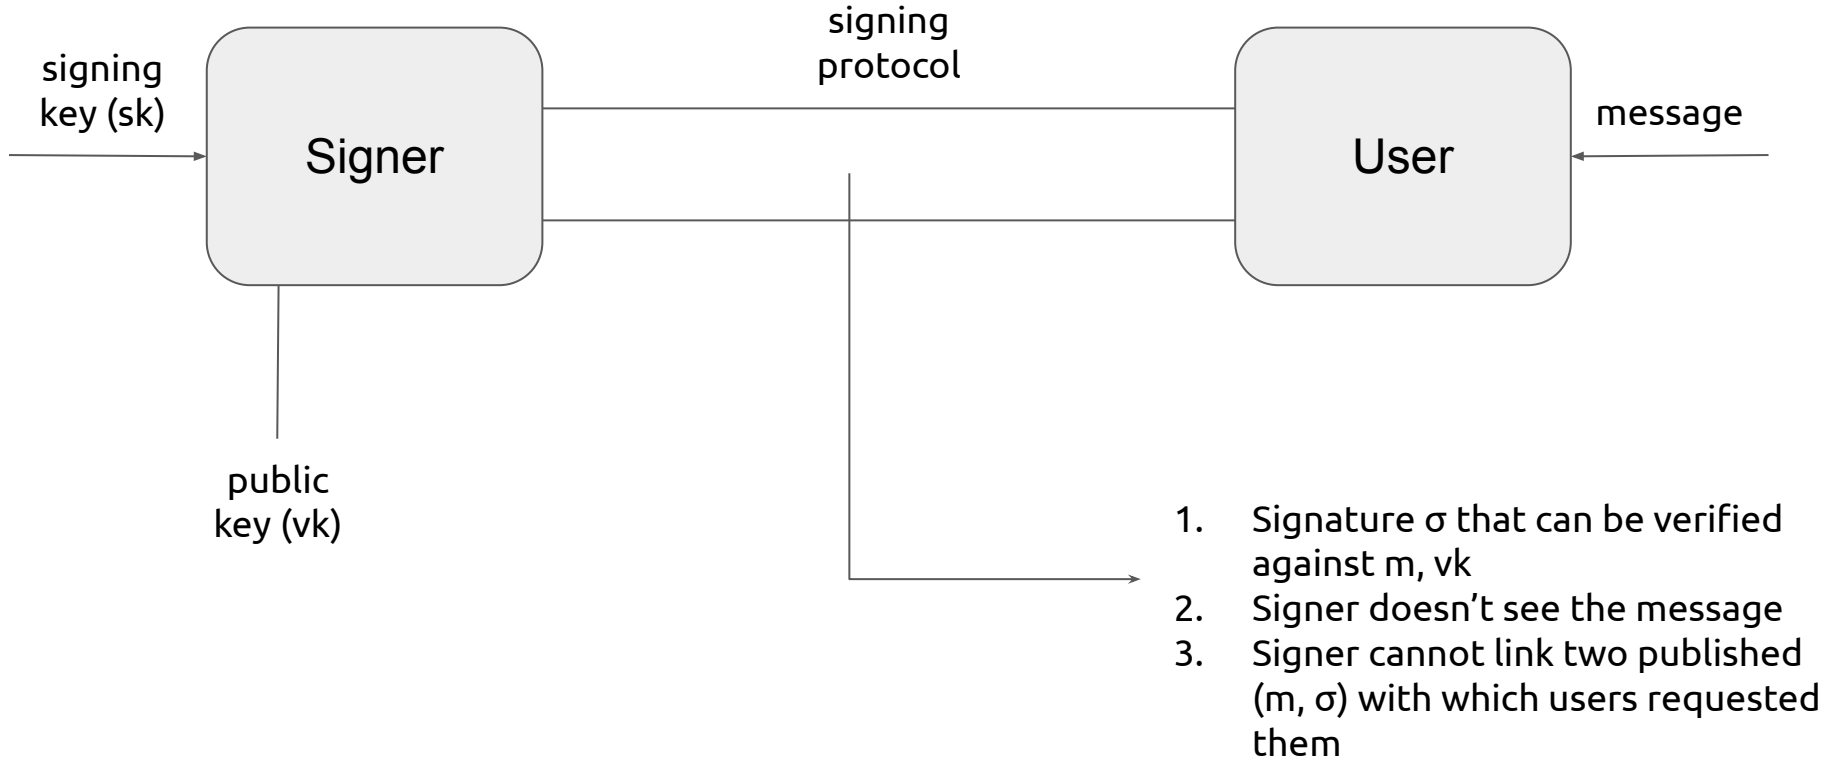 signing
protocol
signing
key (sk)
message
Signer
User
public
key (vk)
1. Signature σ that can be verified
against m, vk
2. Signer doesn’t see the message
3. Signer cannot link two published
(m, σ) with which users requested
them